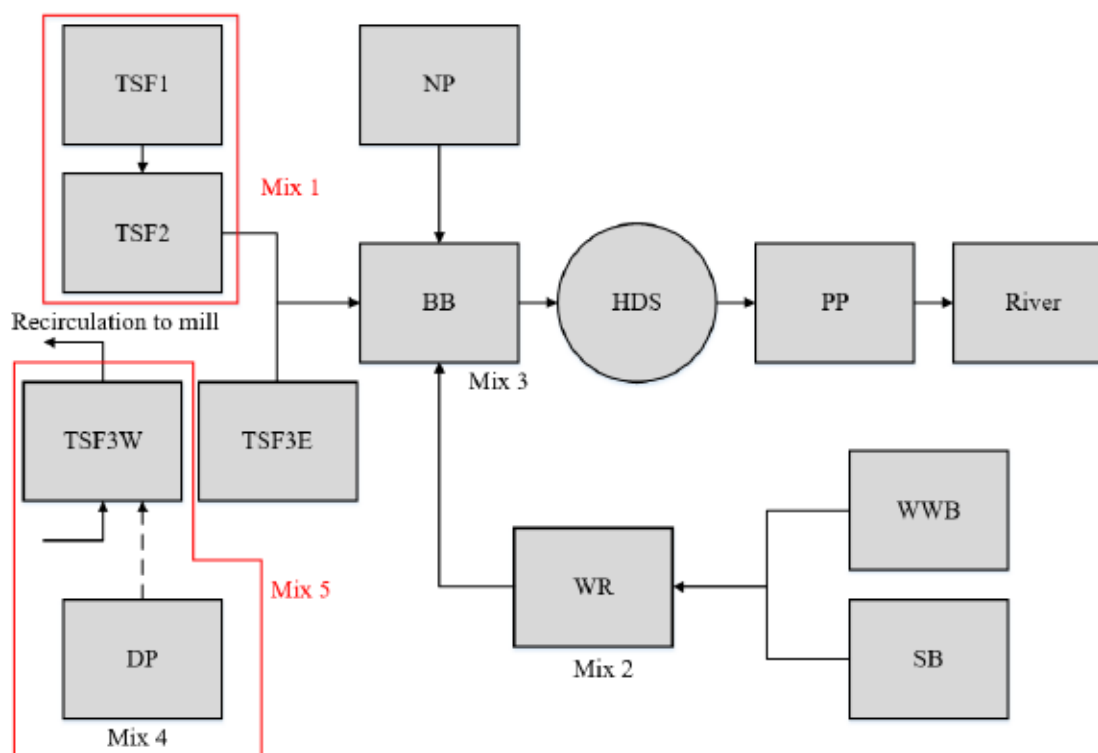 TSF1
NP
Mix 1
TSF2
BB
HDS
PP
River
Recirculation to mill
Mix 3
TSF3W
TSF3E
WWB
WR
Mix 5
DP
SB
Mix 2
Mix 4